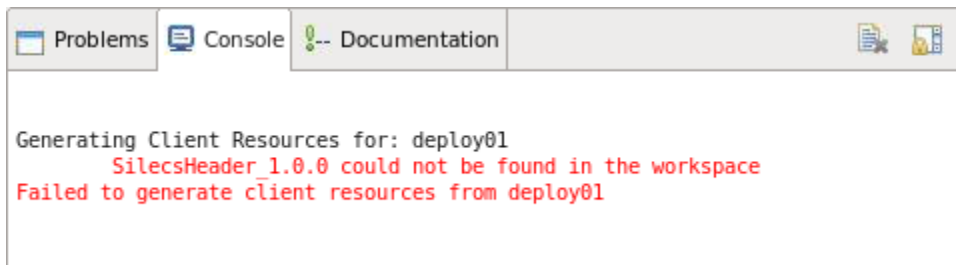 Problems Console Documentation
Generating Client Resources for: deploy01
SilecsHeader_1.0.0 could not be found in the workspace
Failed to generate client resources from deploy01